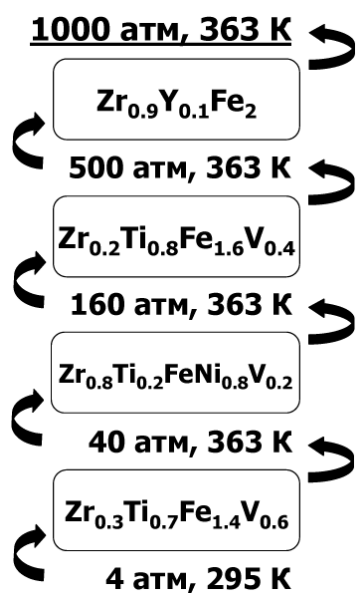 1000 атм, 363 К
Zr₀.₉Y₀.₁Fe₂
500 атм, 363 К
Zr₀.₂Ti₀.₈Fe₁.₆V₀.₄
160 атм, 363 К
Zr₀.₈Ti₀.₂FeNi₀.₈V₀.₂
40 атм, 363 К
Zr₀.₃Ti₀.₇Fe₁.₄V₀.₆
4 атм, 295 К